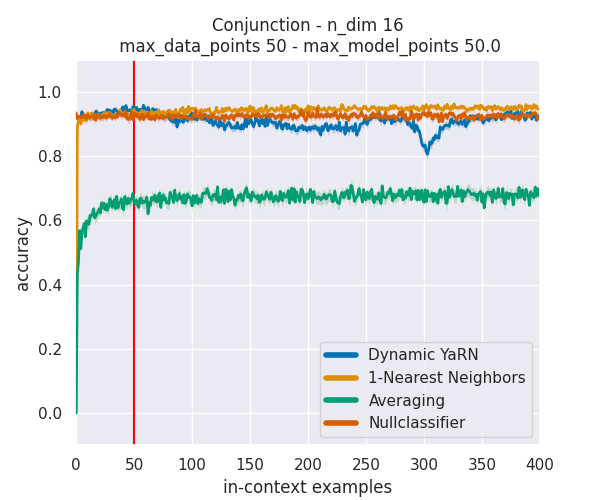 Conjunction - n_dim 16
max_data_points 50 - max_model_points 50.0
accuracy
1.0
0.8
0.6
0.4
0.2
0.0
Dynamic YaRN
1-Nearest Neighbors
Averaging
Nullclassifier
0 50 100 150 200 250 300 350 400
in-context examples